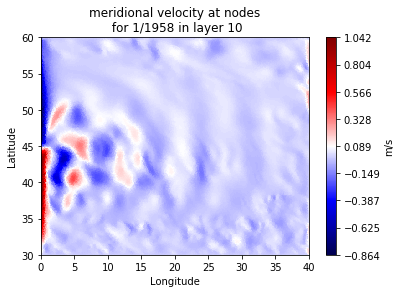 meridional velocity at nodes
for 1/1958 in layer 10
60
55
50
45
40
35
30
Latitude
0 5 10 15 20 25 30 35 40
Longitude
1.042
0.804
0.566
0.328
0.089
−0.149
−0.387
−0.625
−0.864
m/s